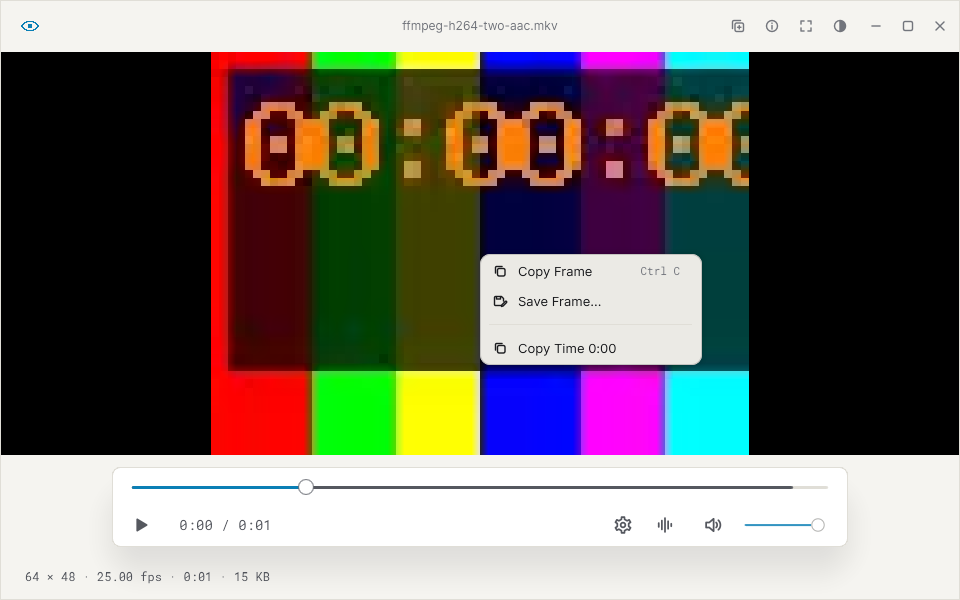 ffmpeg-h264-two-aac.mkv
00:00:00
Copy Frame Ctrl C
Save Frame...
Copy Time 0:00
0:00 / 0:01
64 × 48 · 25.00 fps · 0:01 · 15 KB